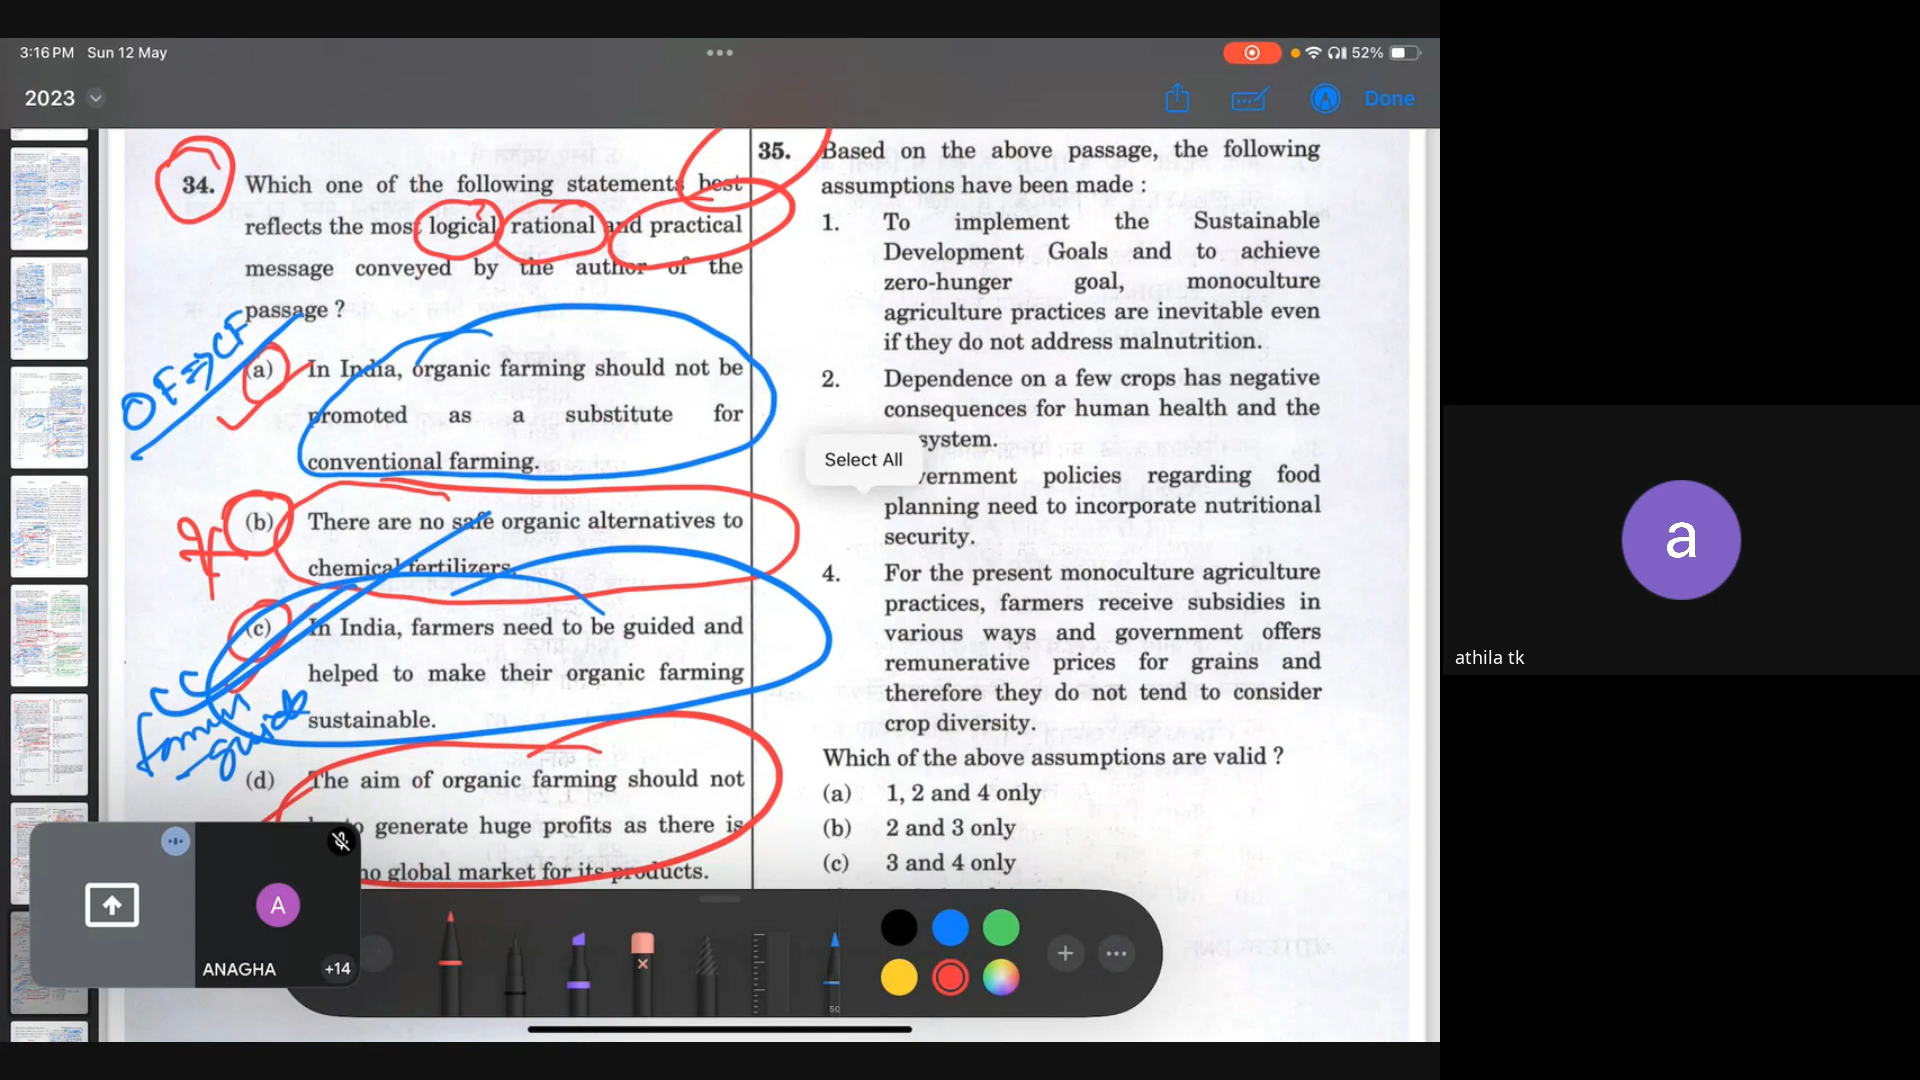 3:16 PM Sun 12 May
52%
2023
Done
34. Which one of the following statements best
reflects the most logical, rational and practical
message conveyed by the author of the
passage ?
OF => CF
(a) In India, organic farming should not be
promoted as a substitute for
conventional farming.
(b) There are no safe organic alternatives to
chemical fertilizers.
(c) In India, farmers need to be guided and
helped to make their organic farming
sustainable.
guide
(d) The aim of organic farming should not
to generate huge profits as there is
no global market for its products.
35. Based on the above passage, the following
assumptions have been made :
1. To implement the Sustainable
Development Goals and to achieve
zero-hunger goal, monoculture
agriculture practices are inevitable even
if they do not address malnutrition.
2. Dependence on a few crops has negative
consequences for human health and the
system.
Select All
vernment policies regarding food
planning need to incorporate nutritional
security.
4. For the present monoculture agriculture
practices, farmers receive subsidies in
various ways and government offers
remunerative prices for grains and
therefore they do not tend to consider
crop diversity.
Which of the above assumptions are valid ?
(a) 1, 2 and 4 only
(b) 2 and 3 only
(c) 3 and 4 only
A
ANAGHA +14
50
a
athila tk